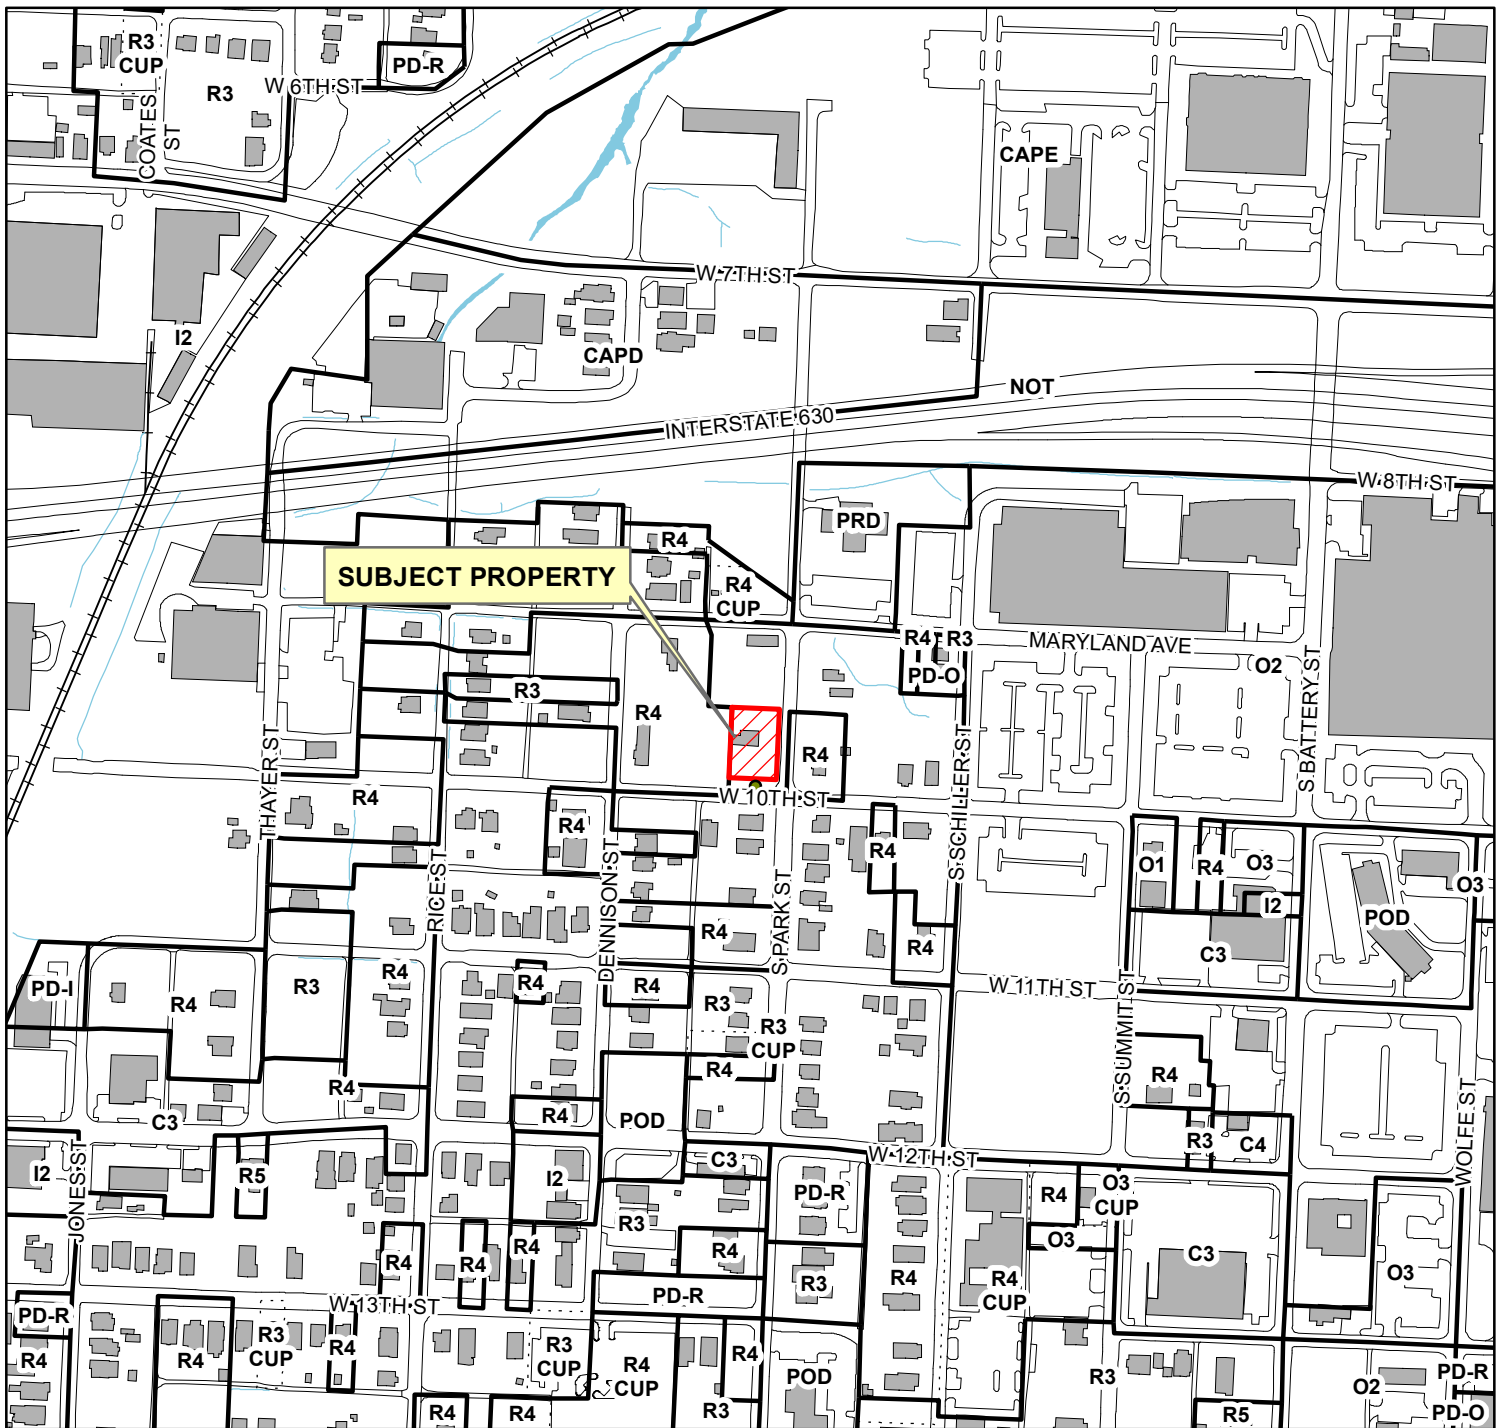 R3
CUP
COATES
ST
R3
W 6TH ST
PD-R
CAPE
W 7TH ST
I2
CAPD
NOT
INTERSTATE 630
W 8TH ST
PRD
R4
SUBJECT PROPERTY
R4
CUP
R4
R3
PD-O
MARYLAND AVE
O2
S BATTERY ST
R3
R4
R4
THAYER ST
S SCHILLER ST
W 10TH ST
R4
R4
R4
RICE ST
DENNISON ST
S PARK ST
O1
R4
O3
I2
O3
POD
C3
R4
R4
R4
R4
R4
PD-I
R4
R3
R3
R3
CUP
W 11TH ST
S SUMMIT ST
R4
R4
R4
R4
POD
C3
R3
C4
WOLFE ST
JONES ST
I2
R5
I2
C3
W 12TH ST
PD-R
R4
O3
CUP
R3
R4
O3
C3
O3
R4
R4
R4
R3
R4
R4
CUP
PD-R
W 13TH ST
PD-R
R4
R4
R3
CUP
R4
R3
CUP
R4
CUP
R4
POD
R3
O2
PD-R
PD-O
R4
R4
R3
R5